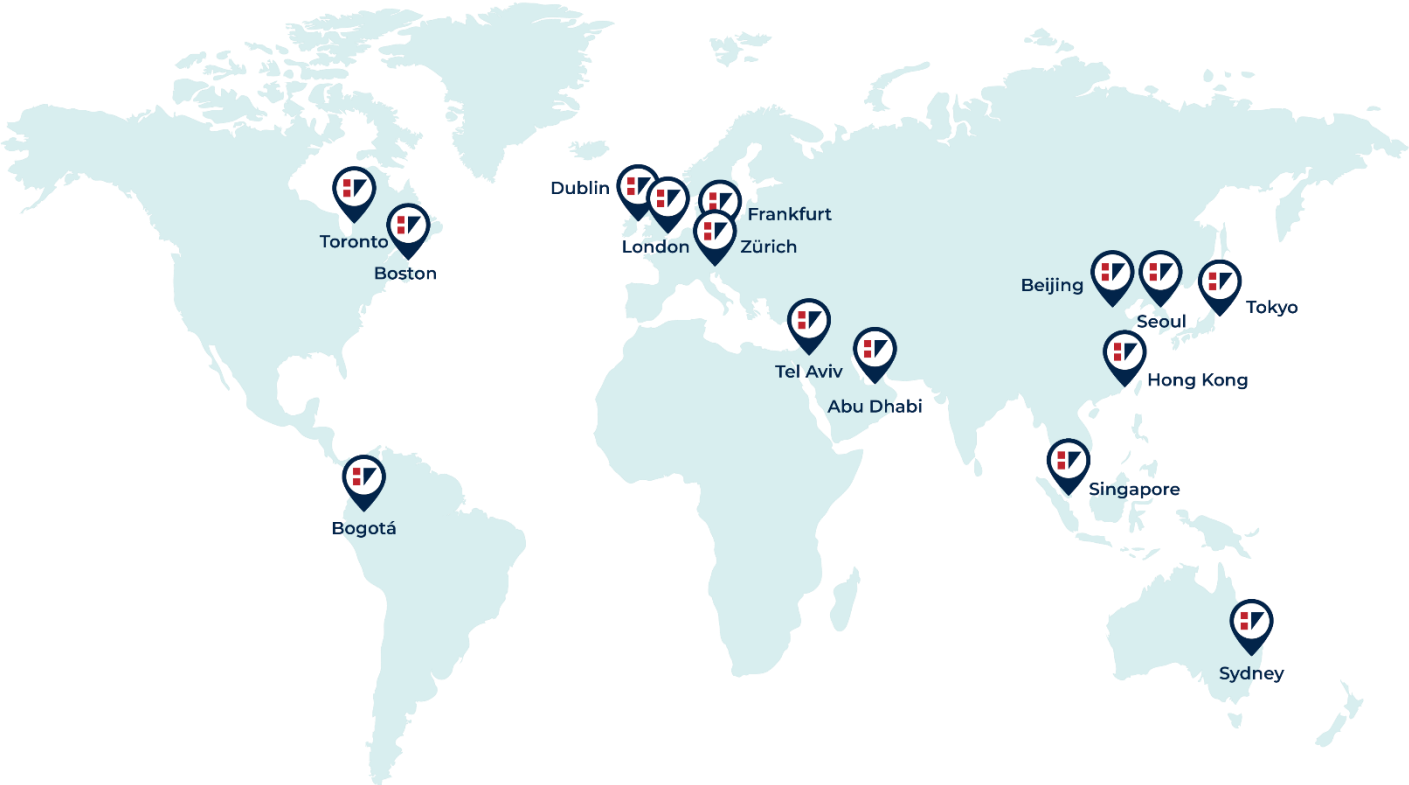 Dublin
Frankfurt
Toronto
London
Zürich
Boston
Beijing
Tokyo
Seoul
Tel Aviv
Hong Kong
Abu Dhabi
Singapore
Bogotá
Sydney